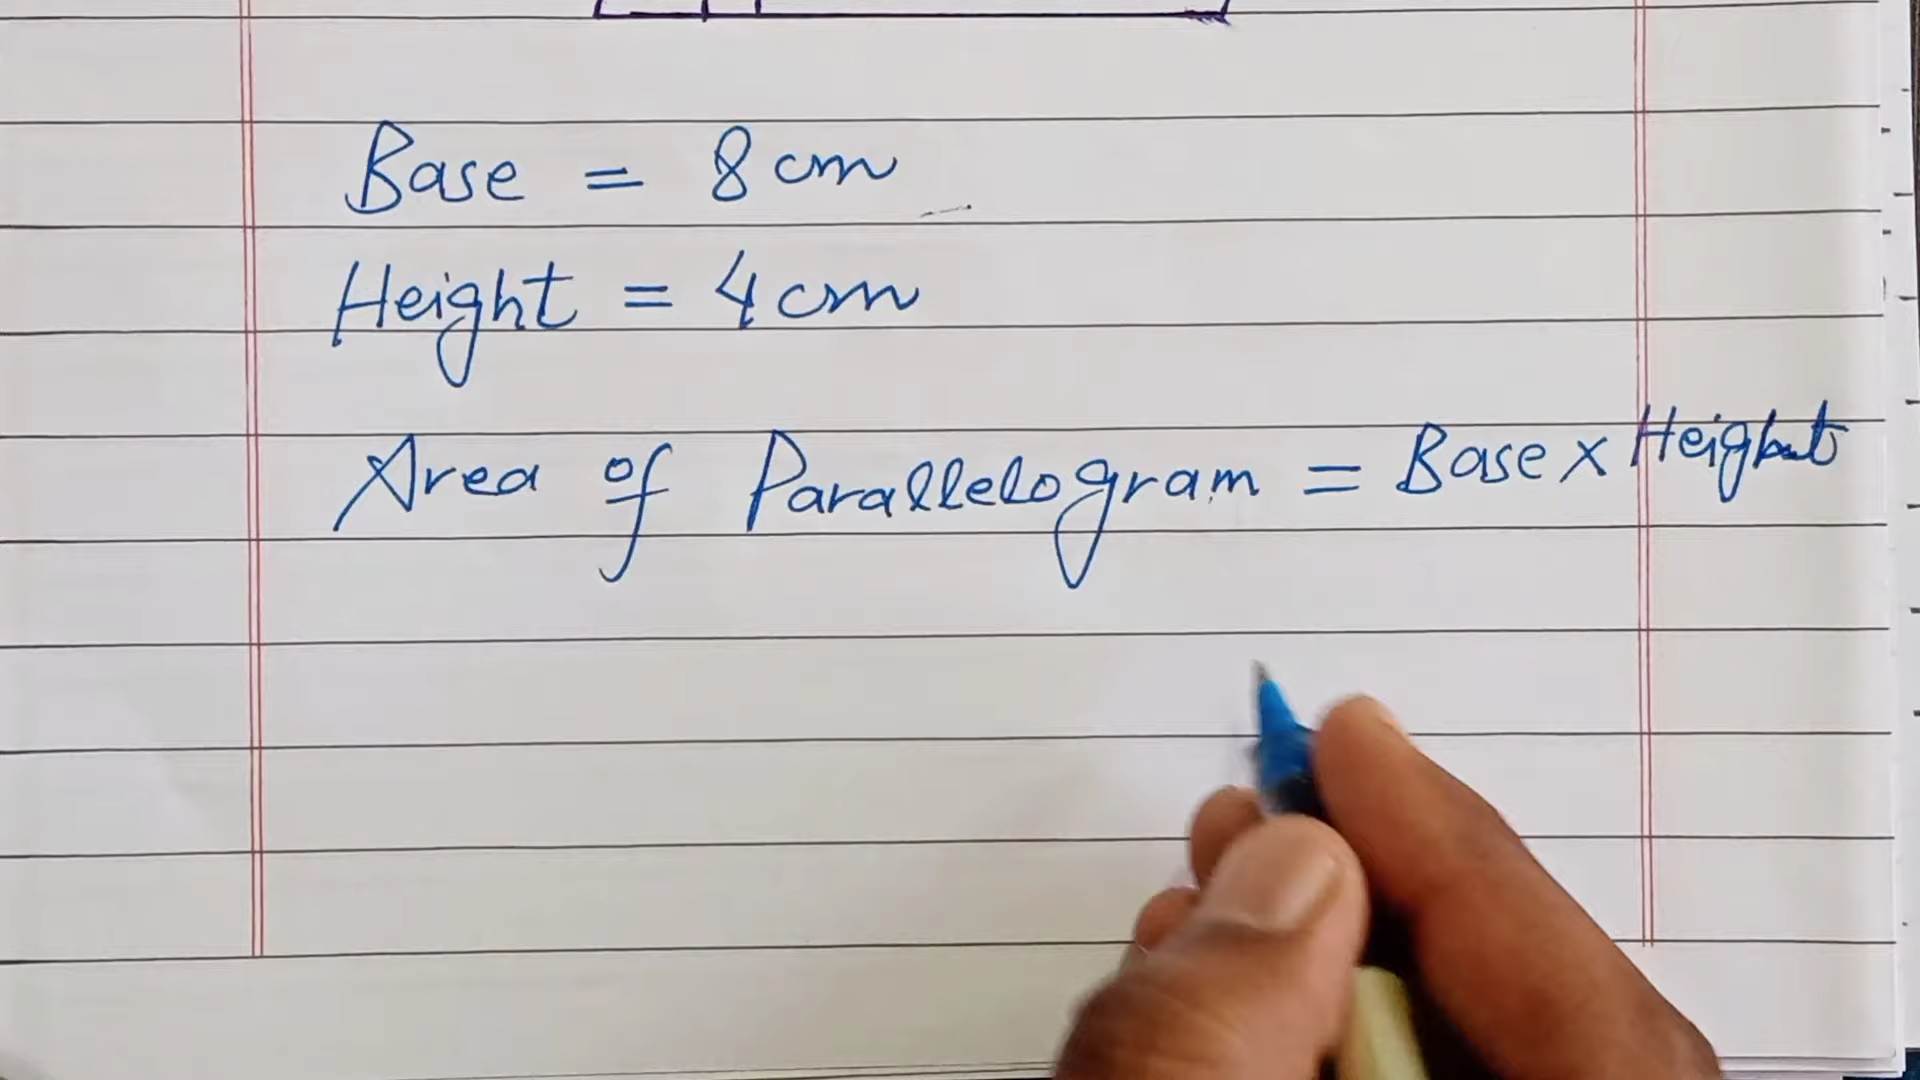 Base = 8 cm
Height = 4 cm
Area of Parallelogram = Base x Height